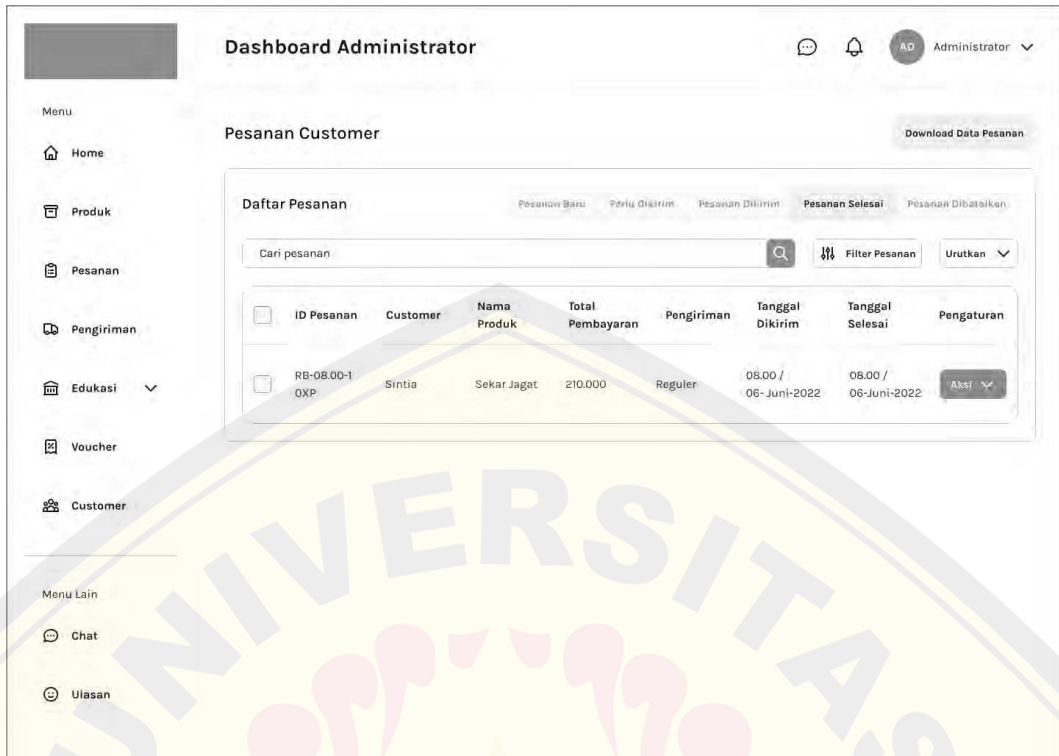 Dashboard Administrator
AD Administrator
Menu
Home
Produk
Pesanan
Pengiriman
Edukasi
Voucher
Customer
Menu Lain
Chat
Ulasan
Pesanan Customer
Download Data Pesanan
Daftar Pesanan
Pesanan Baru Perlu Dikirim Pesanan Dikirim Pesanan Selesai Pesanan Dibatalkan
Cari pesanan
Filter Pesanan
Urutkan
ID Pesanan Customer Nama Produk Total Pembayaran Pengiriman Tanggal Dikirim Tanggal Selesai Pengaturan
RB-08.00-1 Sintia Sekar Jagat 210.000 Reguler 08.00 / 08.00 / Aksi
0XP 06-Juni-2022 06-Juni-2022
UNIVERSITAS